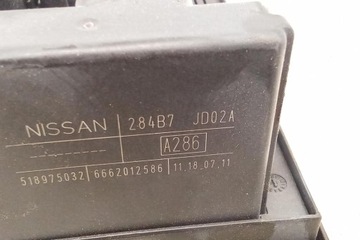 NISSAN 284B7 JD02A
---------- A286
518975032 6662012586 11.18.07.11